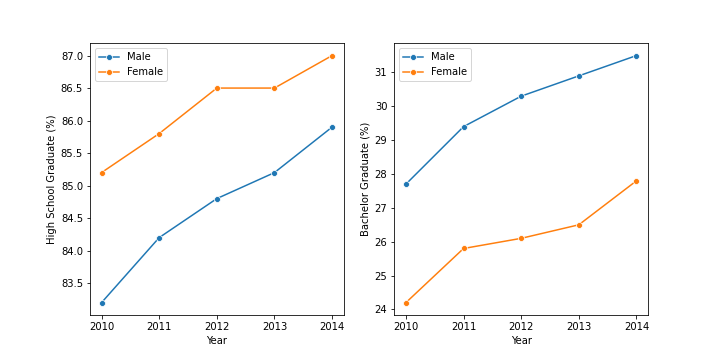 Male
Female
87.0
86.5
86.0
85.5
85.0
84.5
84.0
83.5
High School Graduate (%)
2010 2011 2012 2013 2014
Year
Male
Female
31
30
29
28
27
26
25
24
Bachelor Graduate (%)
2010 2011 2012 2013 2014
Year